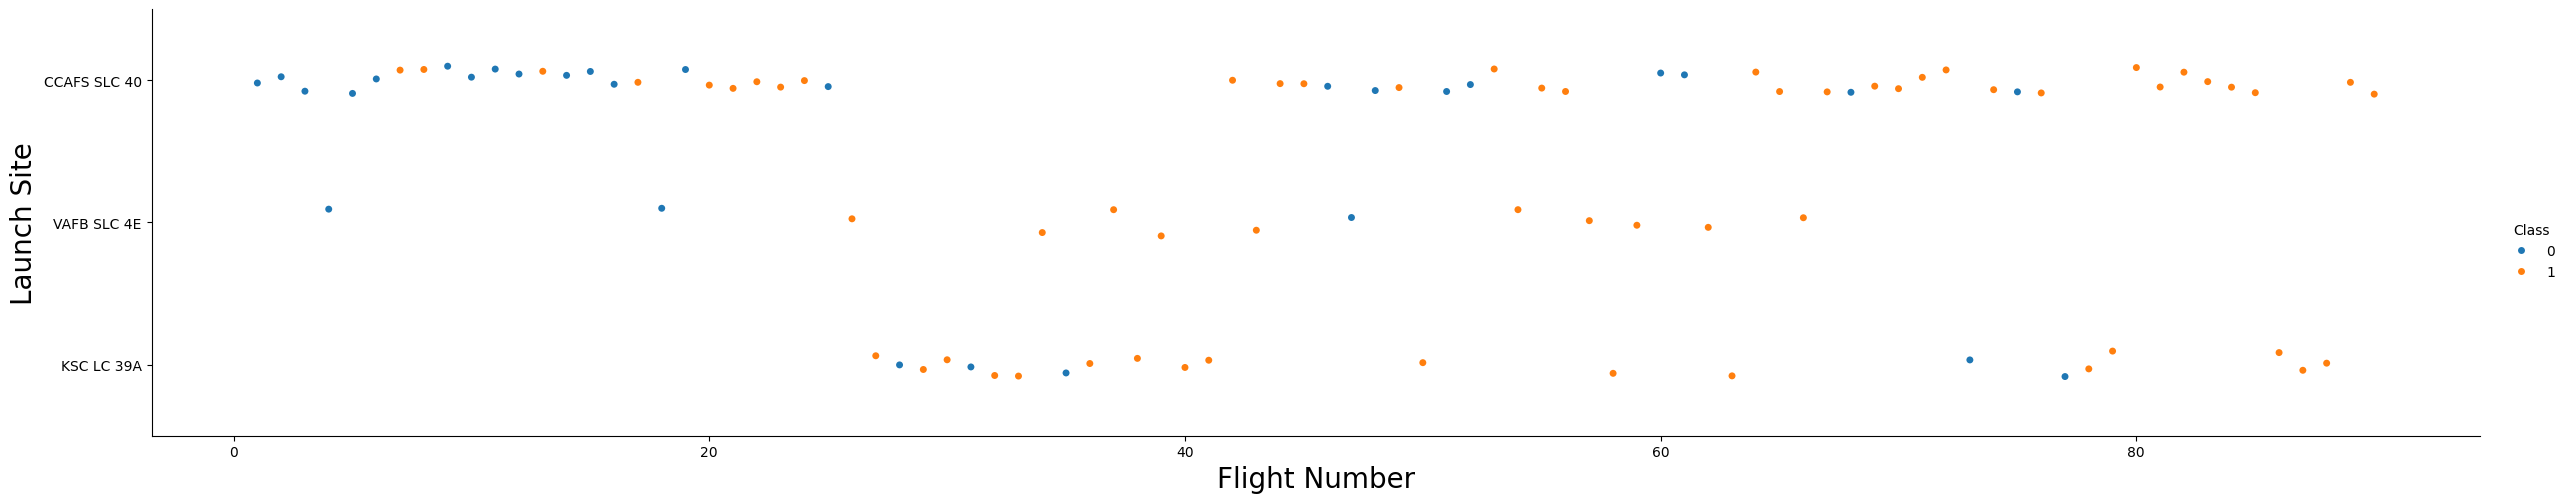 Launch Site
CCAFS SLC 40
VAFB SLC 4E
KSC LC 39A
0 20 40 60 80
Flight Number
Class
0
1